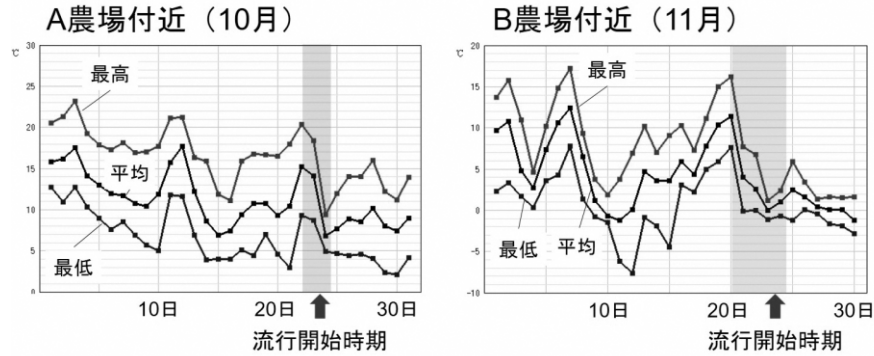 A農場付近（10月）
℃
30
25
20
15
10
5
0
最高
平均
最低
10日
20日
30日
流行開始時期
B農場付近（11月）
℃
20
15
10
5
0
-5
-10
最高
最低
平均
10日
20日
30日
流行開始時期